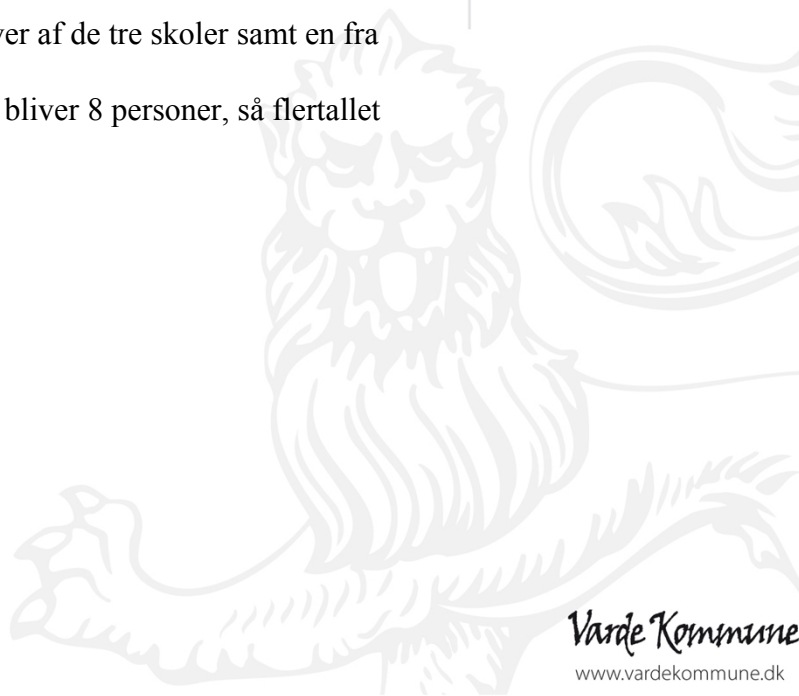 ver af de tre skoler samt en fra
bliver 8 personer, så flertallet
Varde Kommune
www.vardekommune.dk